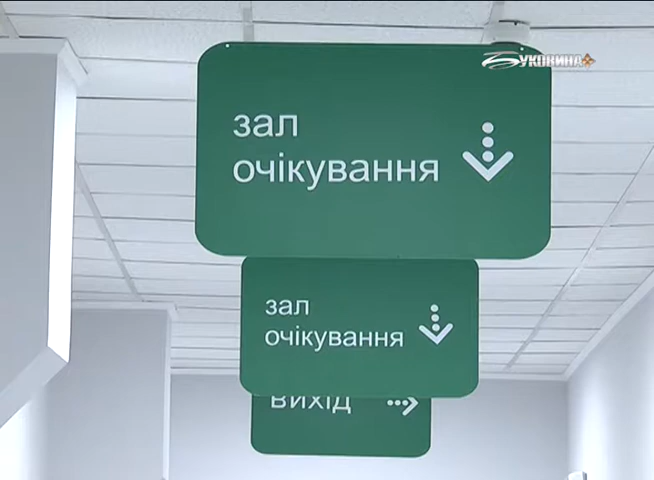 БУКОВИНА
зал
очікування
зал
очікування
вихід